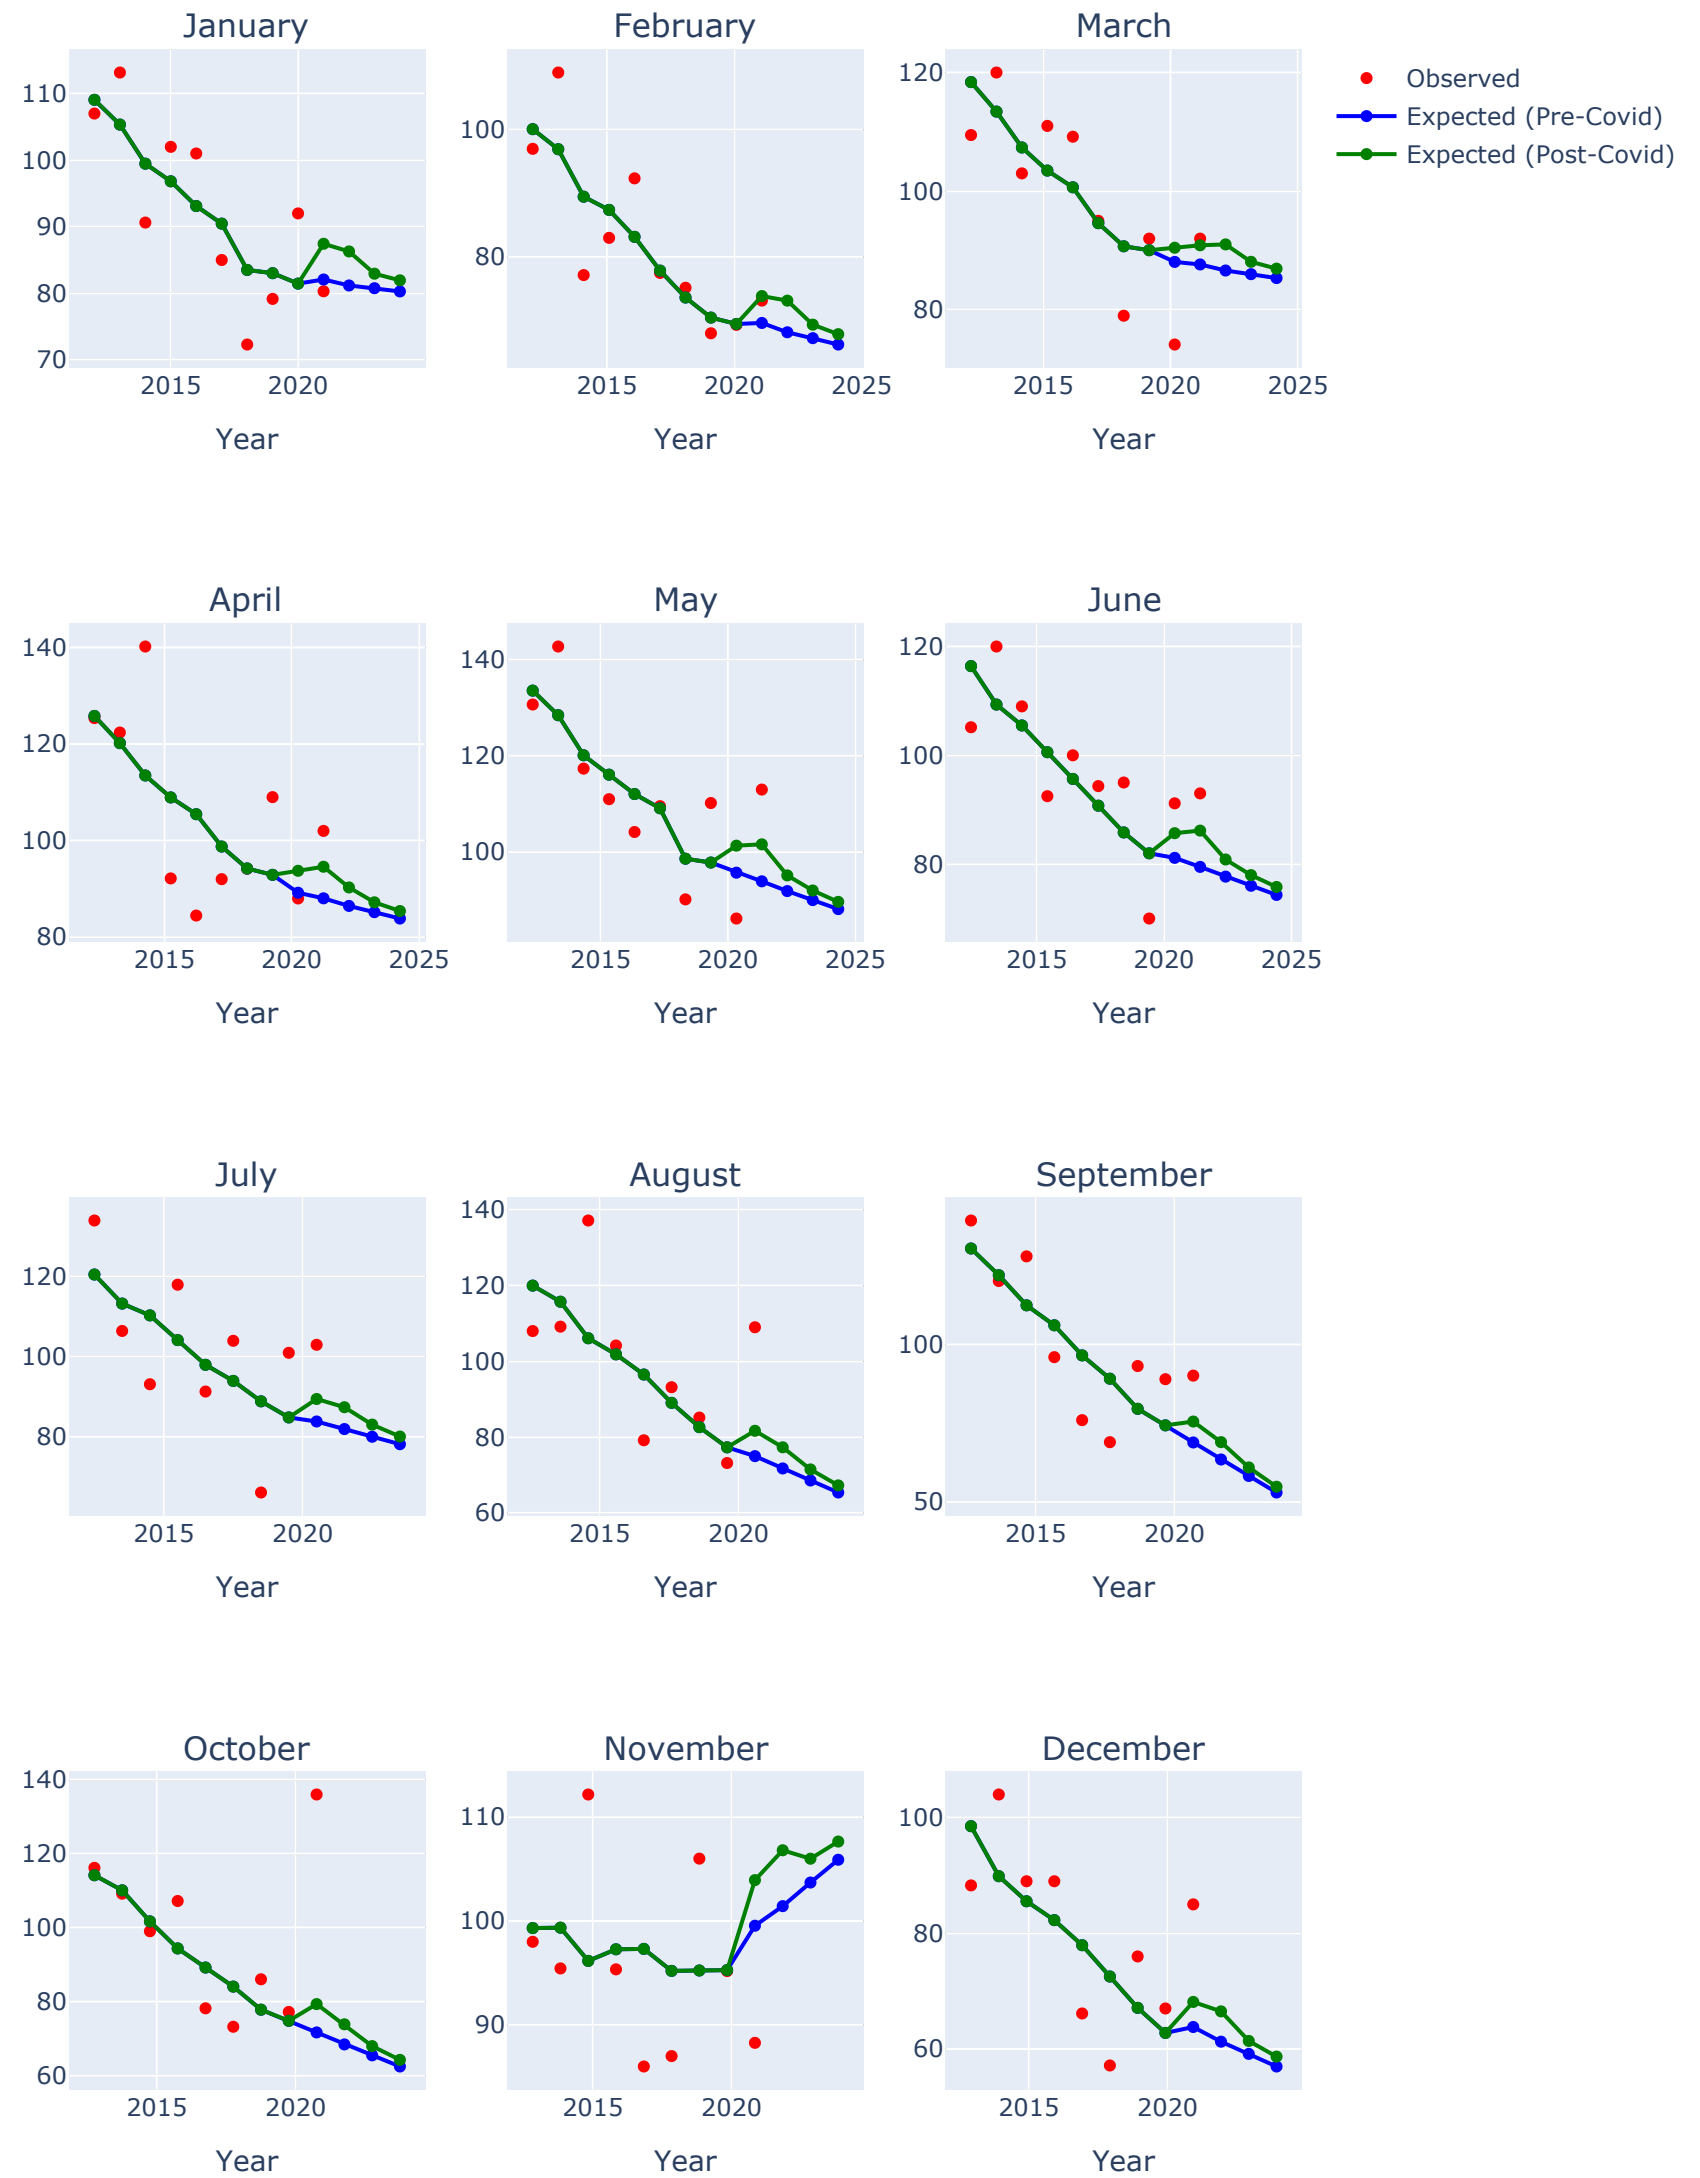 January
February
March
110
100
90
80
70
2015
2020
Year
100
80
2015
2020
2025
Year
120
100
80
2015
2020
2025
Year
Observed
Expected (Pre-Covid)
Expected (Post-Covid)
April
May
June
140
120
100
80
2015
2020
2025
Year
140
120
100
2015
2020
2025
Year
120
100
80
2015
2020
2025
Year
July
August
September
120
100
80
2015
2020
Year
140
120
100
80
60
2015
2020
Year
100
50
2015
2020
Year
October
November
December
140
120
100
80
60
2015
2020
Year
110
100
90
2015
2020
Year
100
80
60
2015
2020
Year